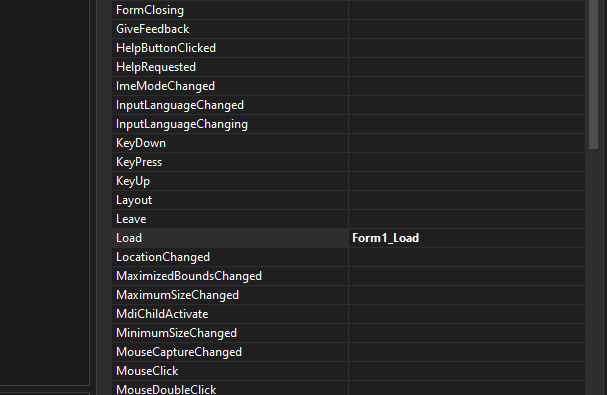 FormClosing
GiveFeedback
HelpButtonClicked
HelpRequested
ImeModeChanged
InputLanguageChanged
InputLanguageChanging
KeyDown
KeyPress
KeyUp
Layout
Leave
Load Form1_Load
LocationChanged
MaximizedBoundsChanged
MaximumSizeChanged
MdiChildActivate
MinimumSizeChanged
MouseCaptureChanged
MouseClick
MouseDoubleClick